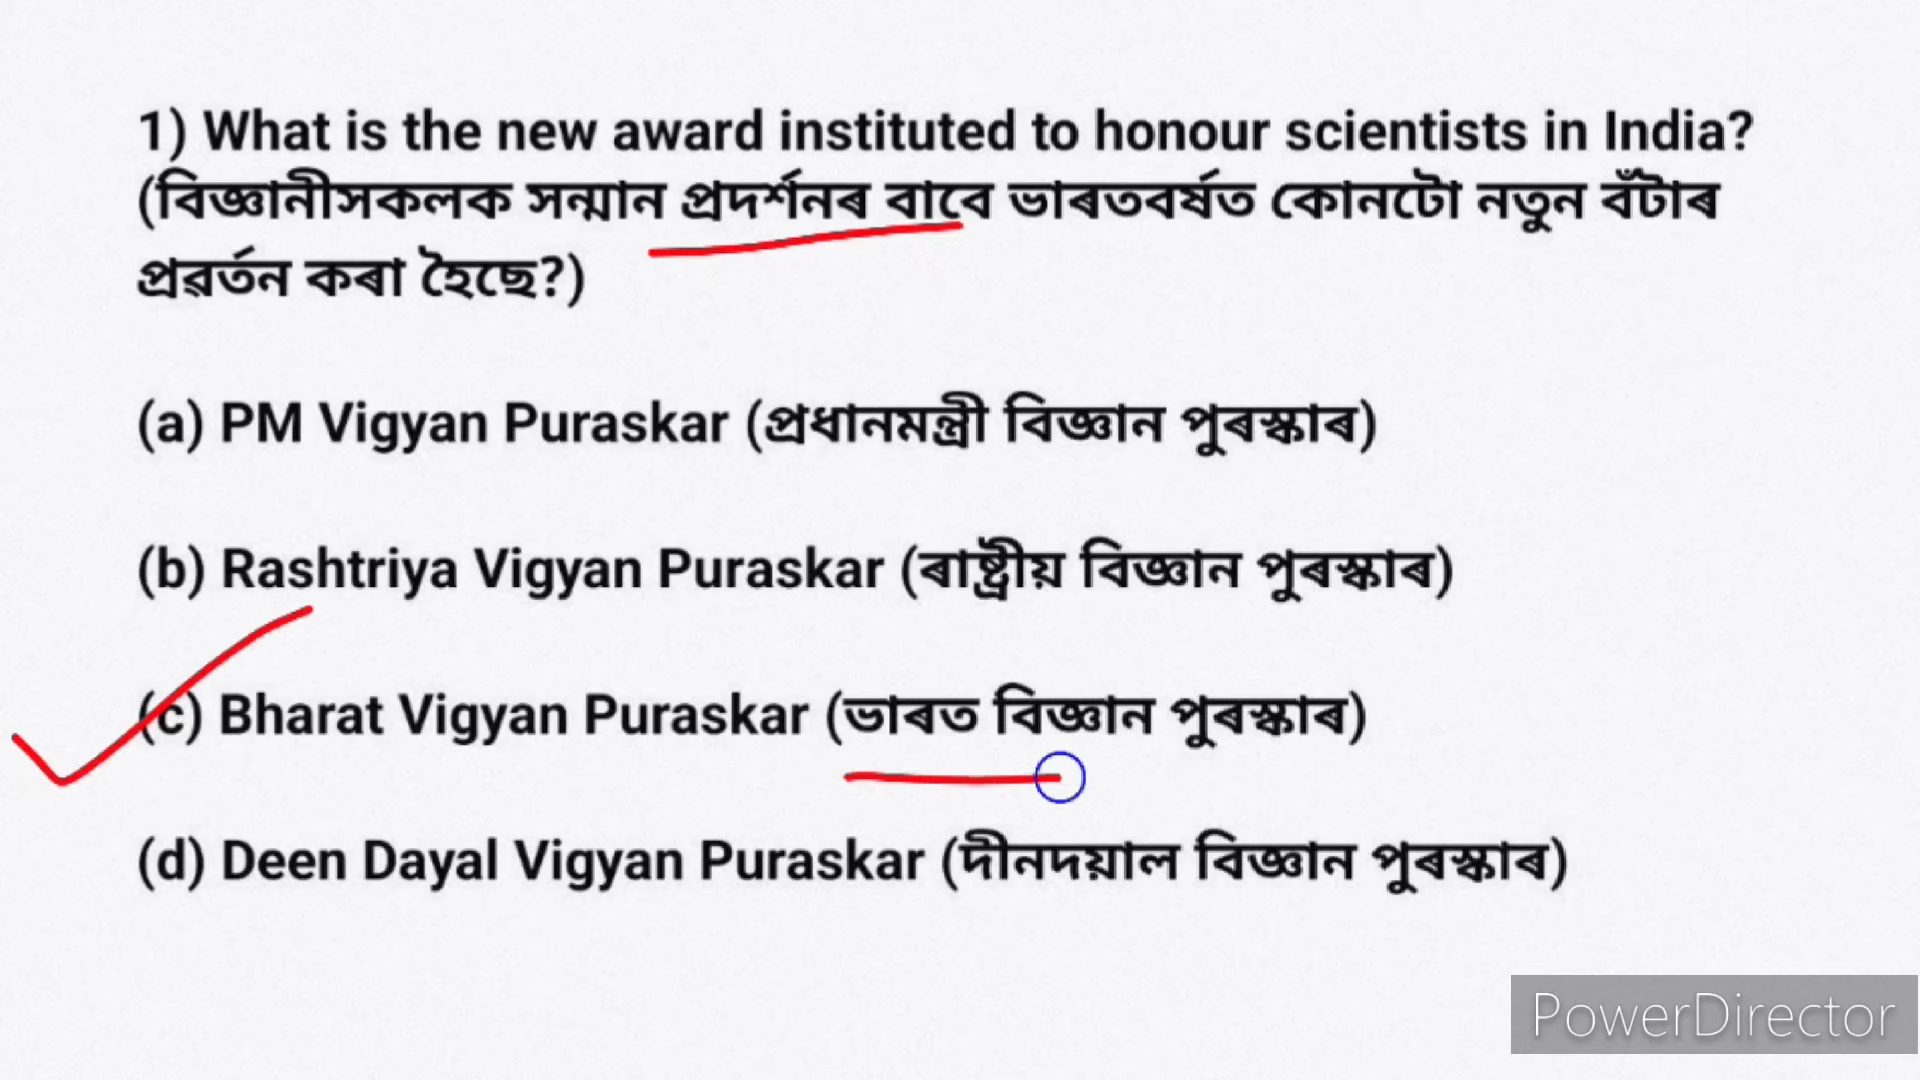 1) What is the new award instituted to honour scientists in India?
(বিজ্ঞানীসকলক সন্মান প্ৰদৰ্শনৰ বাবে ভাৰতবৰ্ষত কোনটো নতুন বঁটাৰ
প্ৰৱৰ্তন কৰা হৈছে?)
(a) PM Vigyan Puraskar (প্ৰধানমন্ত্ৰী বিজ্ঞান পুৰস্কাৰ)
(b) Rashtriya Vigyan Puraskar (ৰাষ্ট্ৰীয় বিজ্ঞান পুৰস্কাৰ)
(c) Bharat Vigyan Puraskar (ভাৰত বিজ্ঞান পুৰস্কাৰ)
(d) Deen Dayal Vigyan Puraskar (দীনদয়াল বিজ্ঞান পুৰস্কাৰ)
PowerDirector